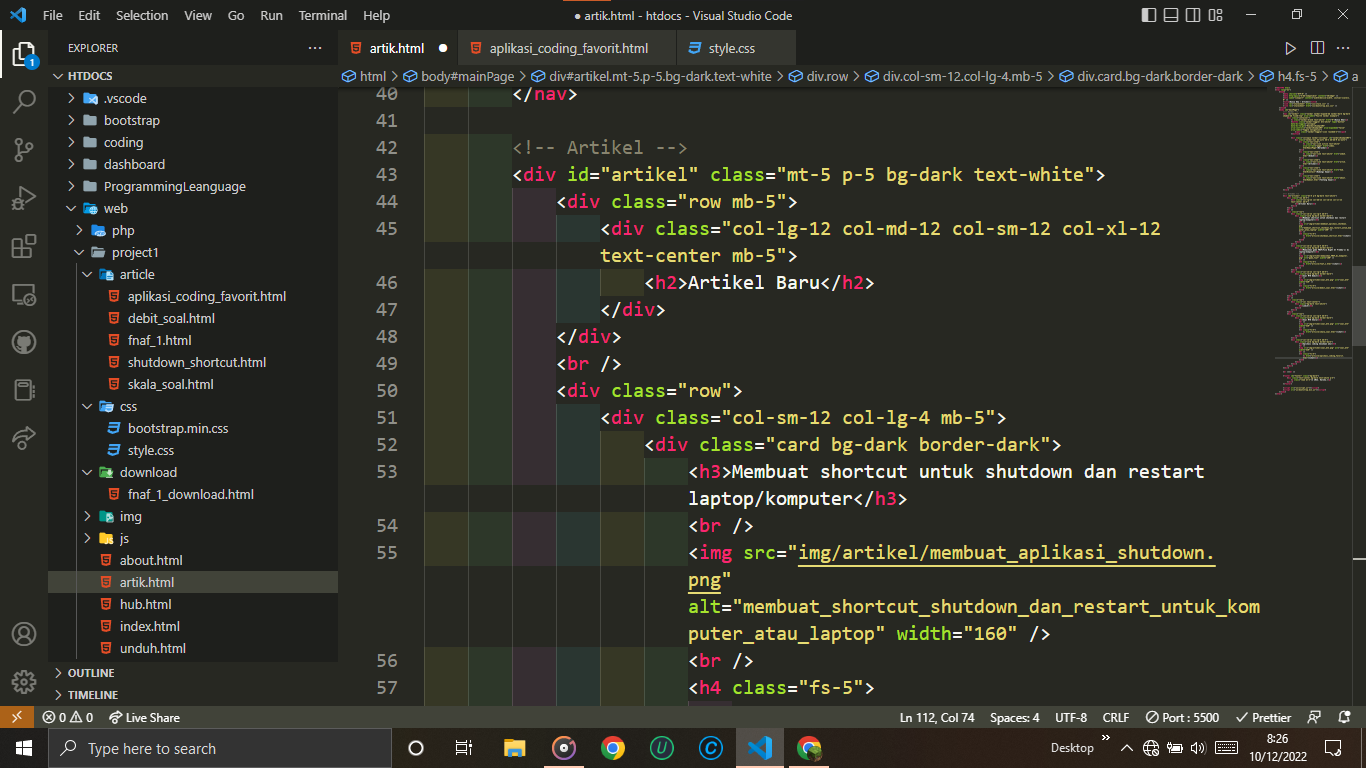 File Edit Selection View Go Run Terminal Help
● artik.html - htdocs - Visual Studio Code
EXPLORER
artik.html
aplikasi_coding_favorit.html
style.css
HTDOCS
html > body#mainPage > div#artikel.mt-5.p-5.bg-dark.text-white > div.row > div.col-sm-12.col-lg-4.mb-5 > div.card.bg-dark.border-dark > h4.fs-5 > a
1
.vscode
bootstrap
coding
dashboard
ProgrammingLeanguage
web
php
project1
article
aplikasi_coding_favorit.html
debit_soal.html
fnaf_1.html
shutdown_shortcut.html
skala_soal.html
css
bootstrap.min.css
style.css
download
fnaf_1_download.html
img
js
about.html
artik.html
hub.html
index.html
unduh.html
OUTLINE
TIMELINE
40 </nav>
41
42 <!-- Artikel -->
43 <div id="artikel" class="mt-5 p-5 bg-dark text-white">
44 <div class="row mb-5">
45 <div class="col-lg-12 col-md-12 col-sm-12 col-xl-12
text-center mb-5">
46 <h2>Artikel Baru</h2>
47 </div>
48 </div>
49 <br />
50 <div class="row">
51 <div class="col-sm-12 col-lg-4 mb-5">
52 <div class="card bg-dark border-dark">
53 <h3>Membuat shortcut untuk shutdown dan restart
laptop/komputer</h3>
54 <br />
55 <img src="img/artikel/membuat_aplikasi_shutdown.
png"
alt="membuat_shortcut_shutdown_dan_restart_untuk_kom
puter_atau_laptop" width="160" />
56 <br />
57 <h4 class="fs-5">
0 0 Live Share
Ln 112, Col 74 Spaces: 4 UTF-8 CRLF Port : 5500 Prettier
Type here to search
Desktop
8:26
10/12/2022